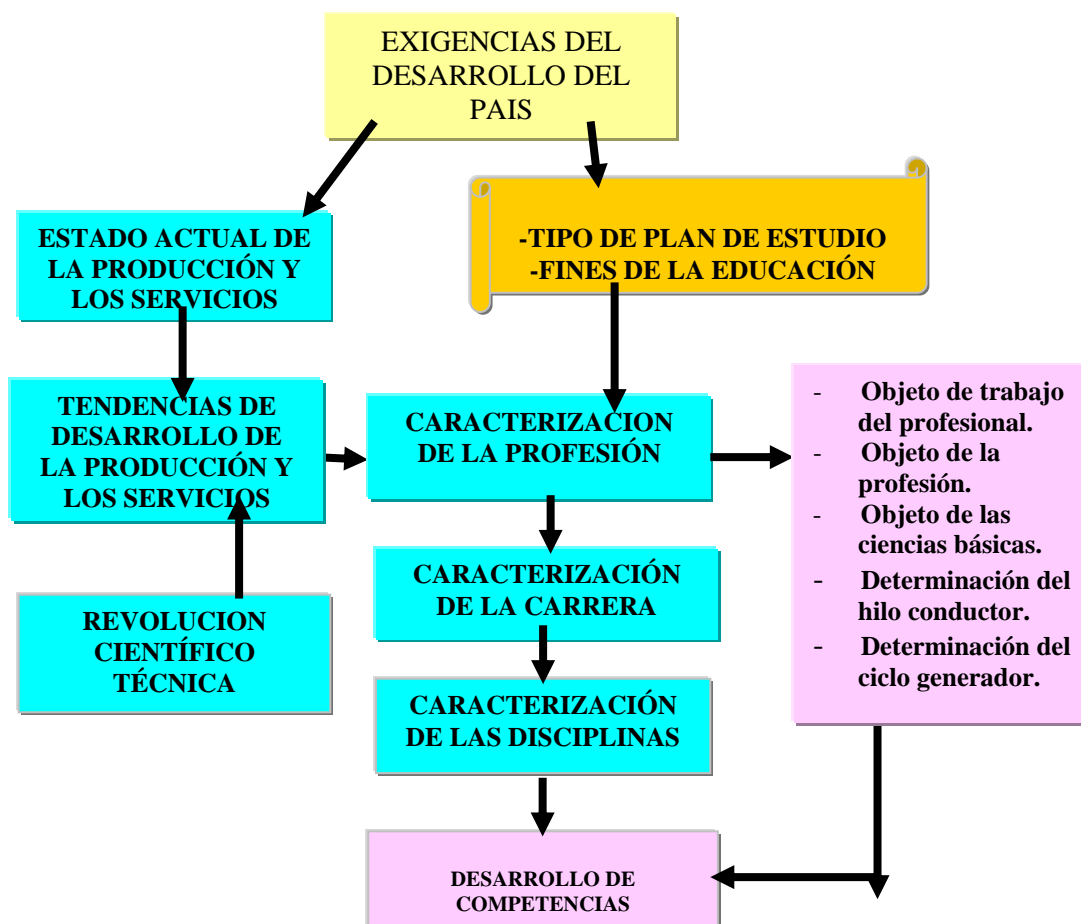 EXIGENCIAS DEL
DESARROLLO DEL
PAIS
-TIPO DE PLAN DE ESTUDIO
-FINES DE LA EDUCACIÓN
ESTADO ACTUAL DE
LA PRODUCCIÓN Y
LOS SERVICIOS
TENDENCIAS DE
DESARROLLO DE
LA PRODUCCIÓN Y
LOS SERVICIOS
REVOLUCION
CIENTÍFICO
TÉCNICA
CARACTERIZACION
DE LA PROFESIÓN
CARACTERIZACIÓN
DE LA CARRERA
CARACTERIZACIÓN
DE LAS DISCIPLINAS
- Objeto de trabajo
del profesional.
- Objeto de la
profesión.
- Objeto de las
ciencias básicas.
- Determinación del
hilo conductor.
- Determinación del
ciclo generador.
DESARROLLO DE
COMPETENCIAS